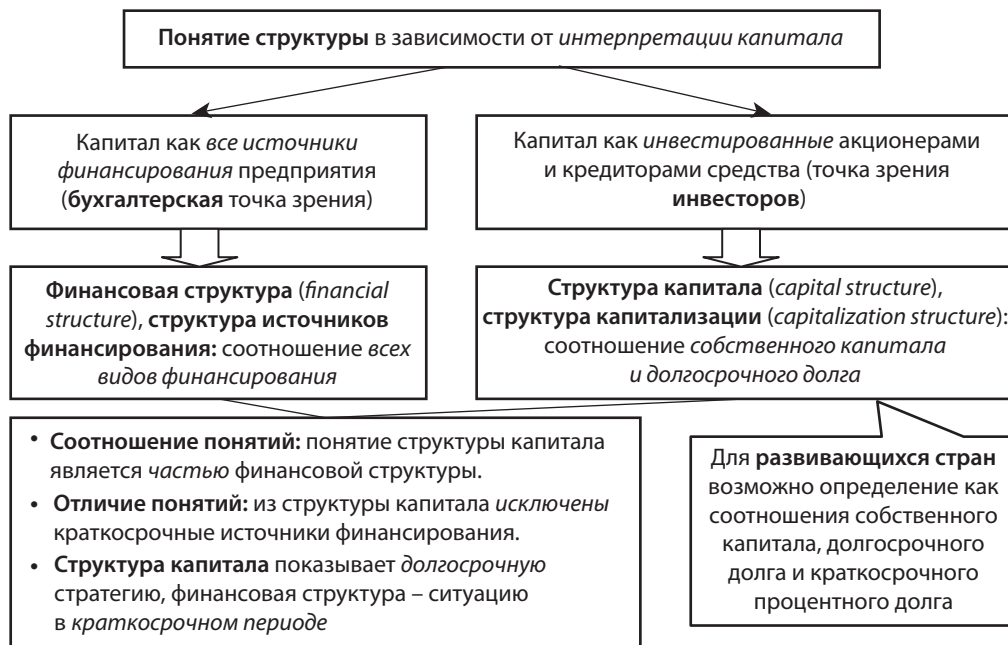 Понятие структуры в зависимости от интерпретации капитала
Капитал как все источники
финансирования предприятия
(бухгалтерская точка зрения)
Капитал как инвестированные акционерами
и кредиторами средства (точка зрения
инвесторов)
Финансовая структура (financial
structure), структура источников
финансирования: соотношение всех
видов финансирования
Структура капитала (capital structure),
структура капитализации (capitalization structure):
соотношение собственного капитала
и долгосрочного долга
• Соотношение понятий: понятие структуры капитала
является частью финансовой структуры.
• Отличие понятий: из структуры капитала исключены
краткосрочные источники финансирования.
• Структура капитала показывает долгосрочную
стратегию, финансовая структура – ситуацию
в краткосрочном периоде
Для развивающихся стран
возможно определение как
соотношения собственного
капитала, долгосрочного
долга и краткосрочного
процентного долга